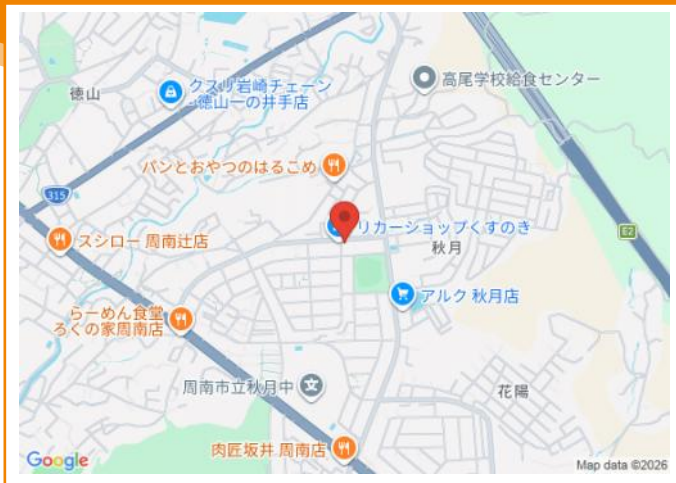 高尾学校給食センター
クスリ岩崎チェーン
徳山一の井手店
徳山
パンとおやつのはるこめ
315
リカーショップくすのき
E2
スシロー 周南辻店
秋月
アルク 秋月店
らーめん食堂
ろくの家周南店
周南市立秋月中
文
花陽
肉匠坂井 周南店
Google
Map data ©2026